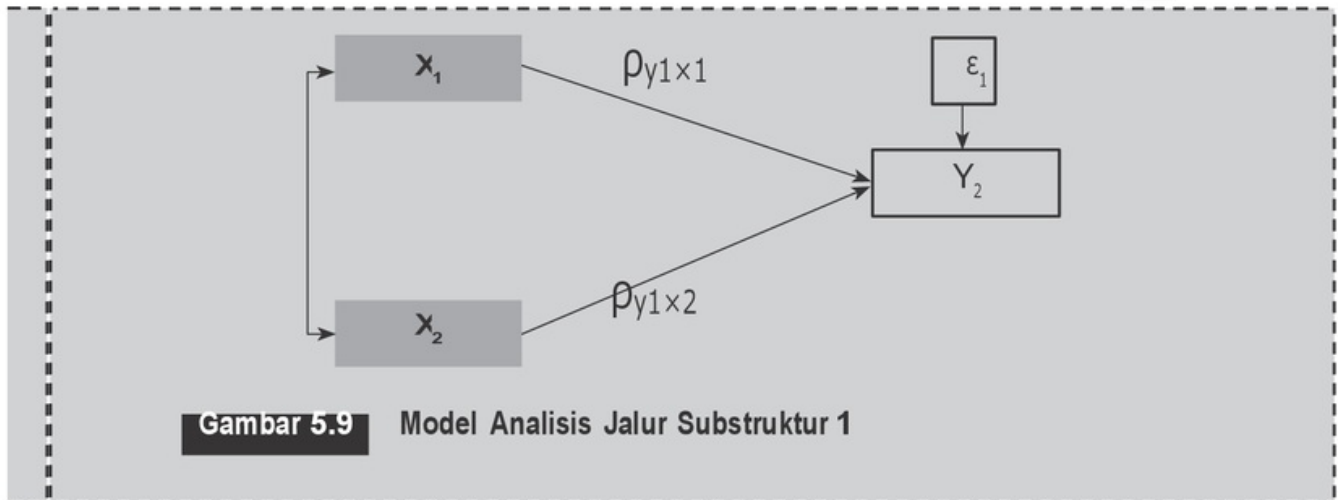 X₁
ρy1×1
ε₁
Y₂
ρy1×2
X₂
Gambar 5.9 Model Analisis Jalur Substruktur 1